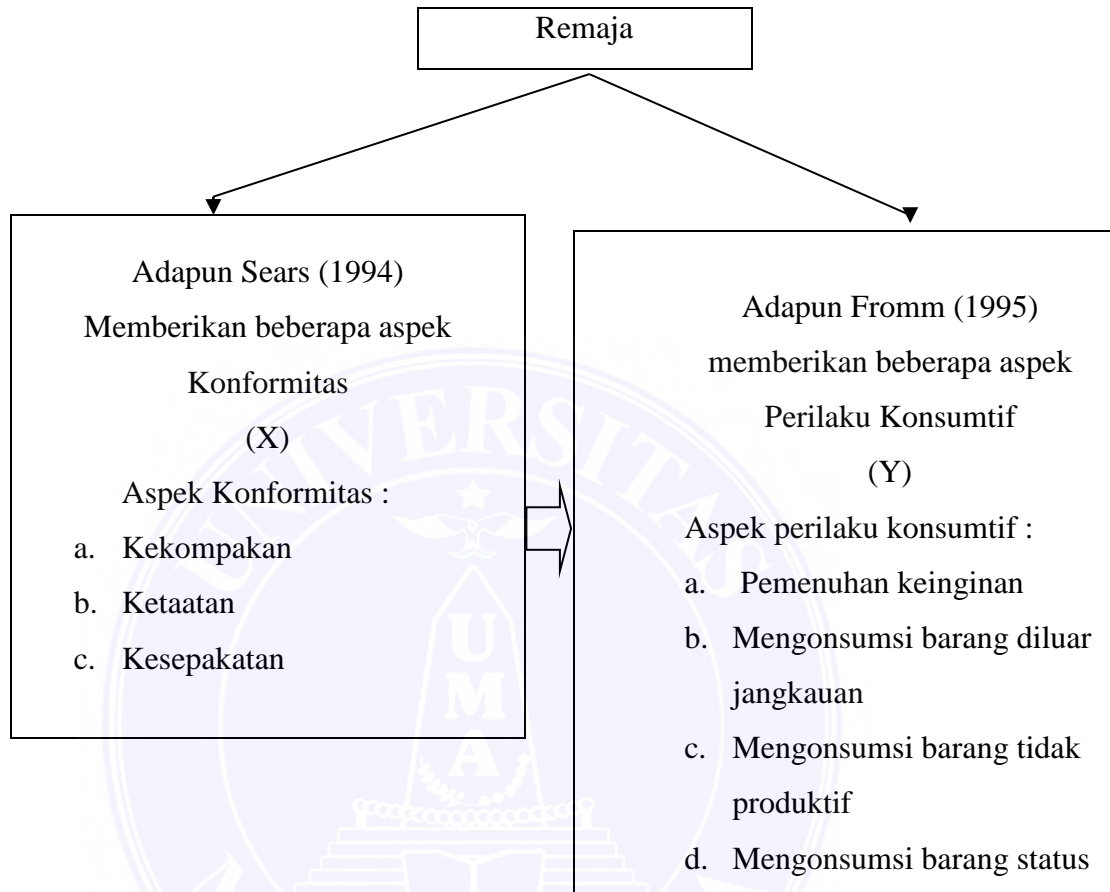 Remaja
Adapun Sears (1994)
Memberikan beberapa aspek
Konformitas
(X)
Aspek Konformitas :
a. Kekompakan
b. Ketaatan
c. Kesepakatan
Adapun Fromm (1995)
memberikan beberapa aspek
Perilaku Konsumtif
(Y)
Aspek perilaku konsumtif :
a. Pemenuhan keinginan
b. Mengonsumsi barang diluar
jangkauan
c. Mengonsumsi barang tidak
produktif
d. Mengonsumsi barang status
UNIVERSITAS
U
M
A